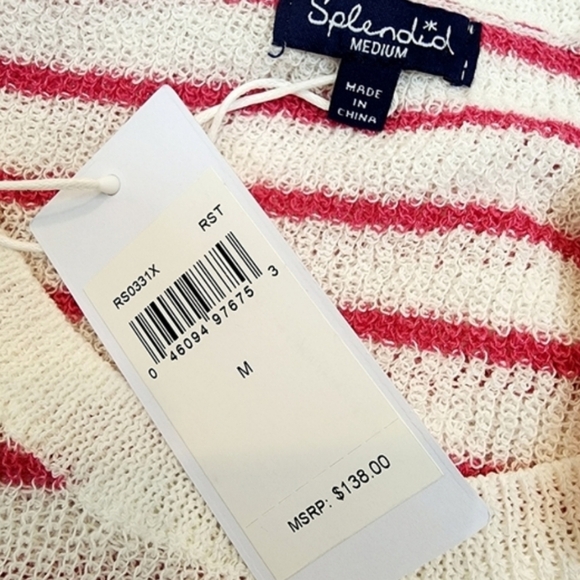 Splendid*
MEDIUM
MADE
IN
CHINA
RST
RS0331X
0 46094 97675 3
M
MSRP: $138.00